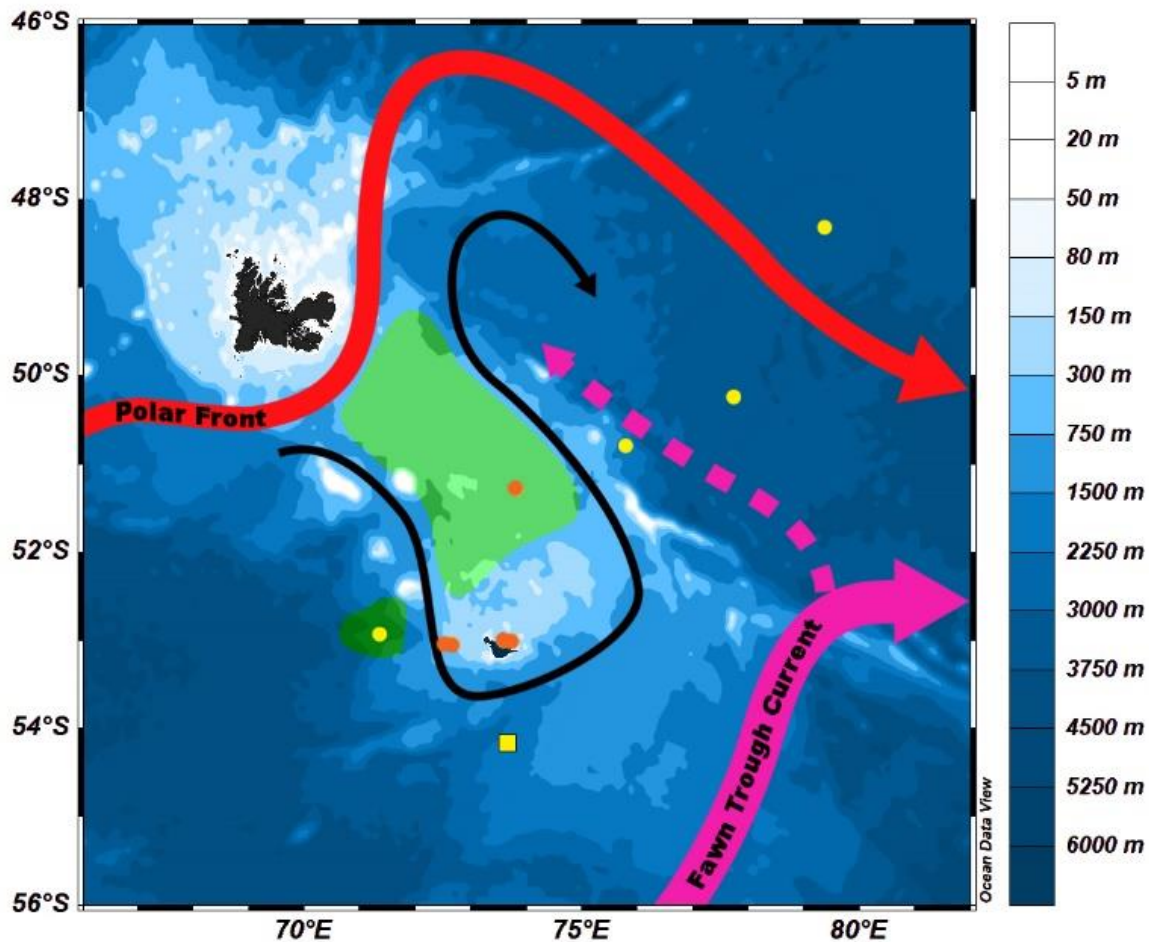 46°S
48°S
50°S
52°S
54°S
56°S
70°E
75°E
80°E
Polar Front
Fawn Trough Current
Ocean Data View
5 m
20 m
50 m
80 m
150 m
300 m
750 m
1500 m
2250 m
3000 m
3750 m
4500 m
5250 m
6000 m